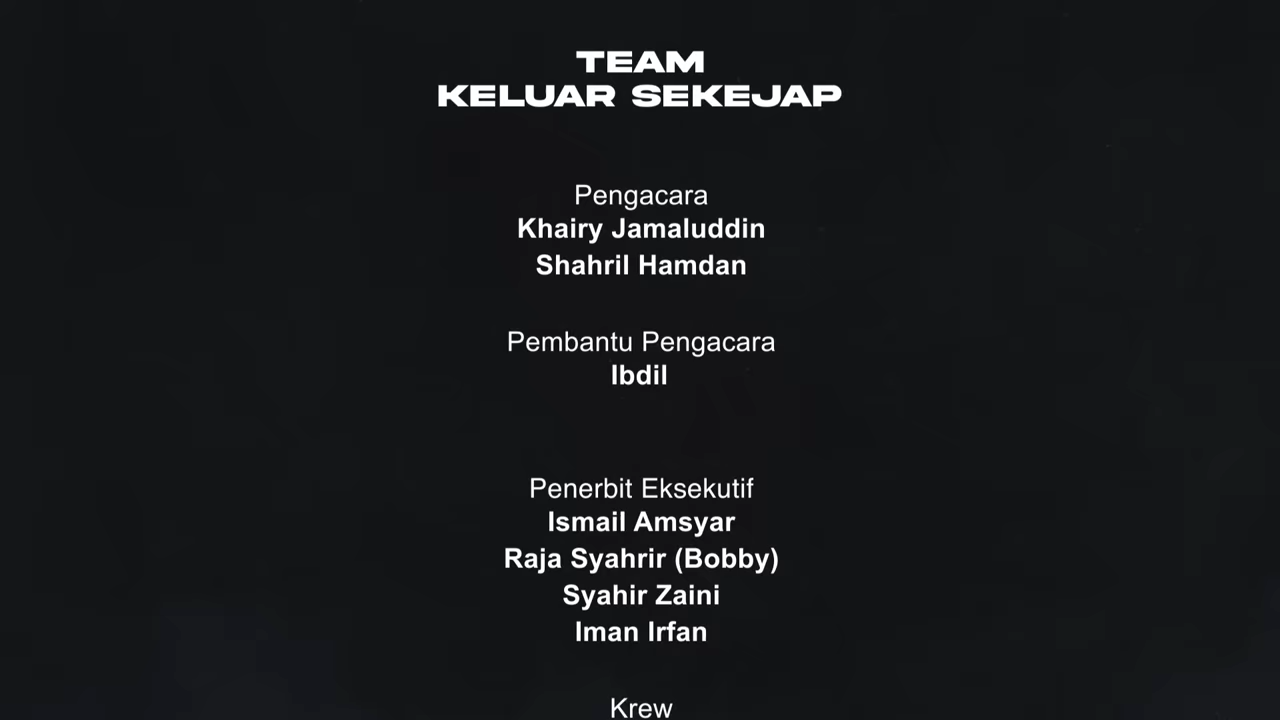 TEAM
KELUAR SEKEJAP
Pengacara
Khairy Jamaluddin
Shahril Hamdan
Pembantu Pengacara
Ibdil
Penerbit Eksekutif
Ismail Amsyar
Raja Syahrir (Bobby)
Syahir Zaini
Iman Irfan
Krew